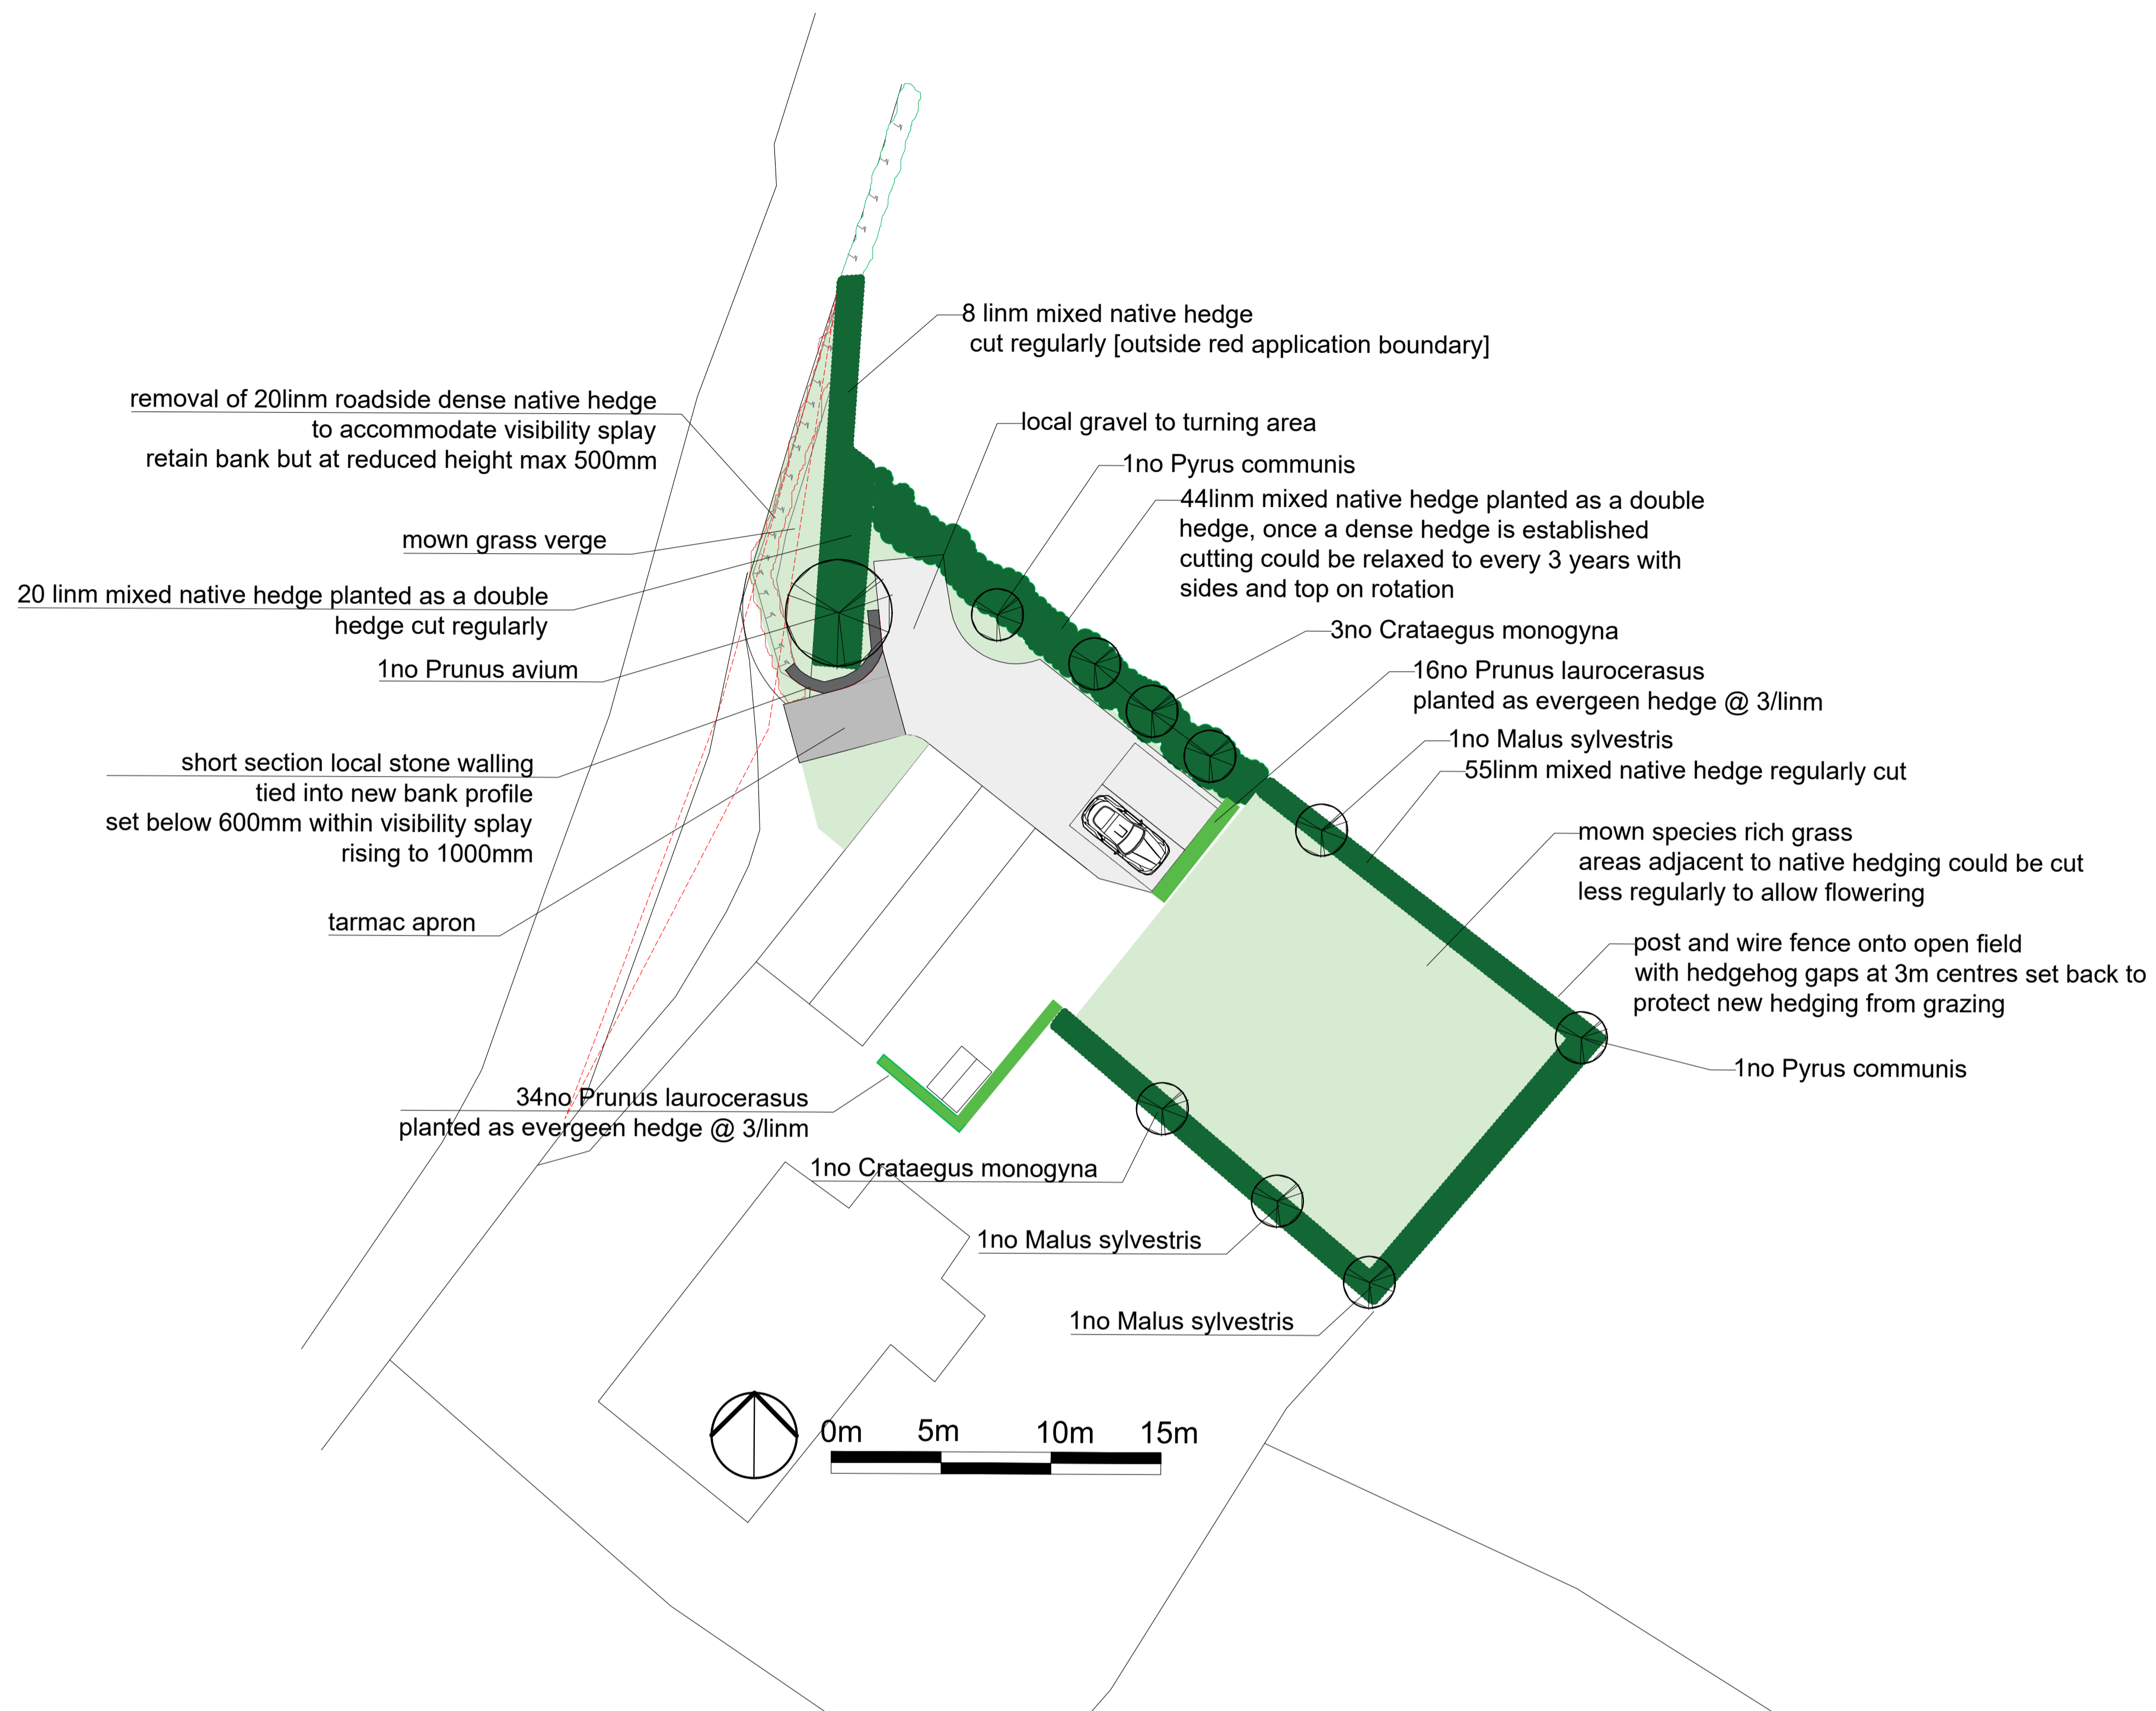 8 linm mixed native hedge
cut regularly [outside red application boundary]
removal of 20linm roadside dense native hedge
to accommodate visibility splay
retain bank but at reduced height max 500mm
local gravel to turning area
1no Pyrus communis
44linm mixed native hedge planted as a double
hedge, once a dense hedge is established
cutting could be relaxed to every 3 years with
sides and top on rotation
mown grass verge
20 linm mixed native hedge planted as a double
hedge cut regularly
3no Crataegus monogyna
1no Prunus avium
16no Prunus laurocerasus
planted as evergeen hedge @ 3/linm
1no Malus sylvestris
55linm mixed native hedge regularly cut
short section local stone walling
tied into new bank profile
set below 600mm within visibility splay
rising to 1000mm
mown species rich grass
areas adjacent to native hedging could be cut
less regularly to allow flowering
tarmac apron
post and wire fence onto open field
with hedgehog gaps at 3m centres set back to
protect new hedging from grazing
1no Pyrus communis
34no Prunus laurocerasus
planted as evergeen hedge @ 3/linm
1no Crataegus monogyna
1no Malus sylvestris
1no Malus sylvestris
0m 5m 10m 15m